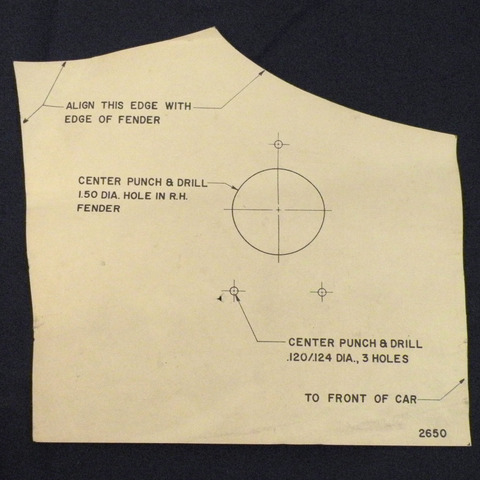 ALIGN THIS EDGE WITH
EDGE OF FENDER
CENTER PUNCH & DRILL
1.50 DIA. HOLE IN R.H.
FENDER
CENTER PUNCH & DRILL
.120/.124 DIA., 3 HOLES
TO FRONT OF CAR
2650